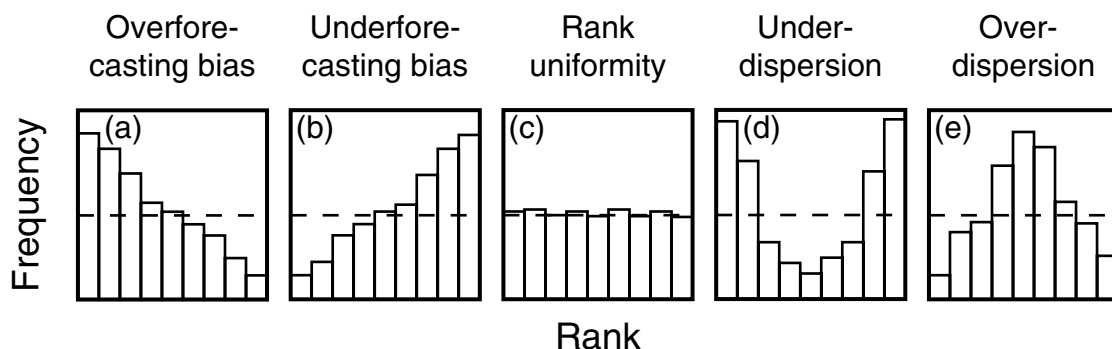 Overfore-
casting bias
Underfore-
casting bias
Rank
uniformity
Under-
dispersion
Over-
dispersion
(a)
(b)
(c)
(d)
(e)
Frequency
Rank